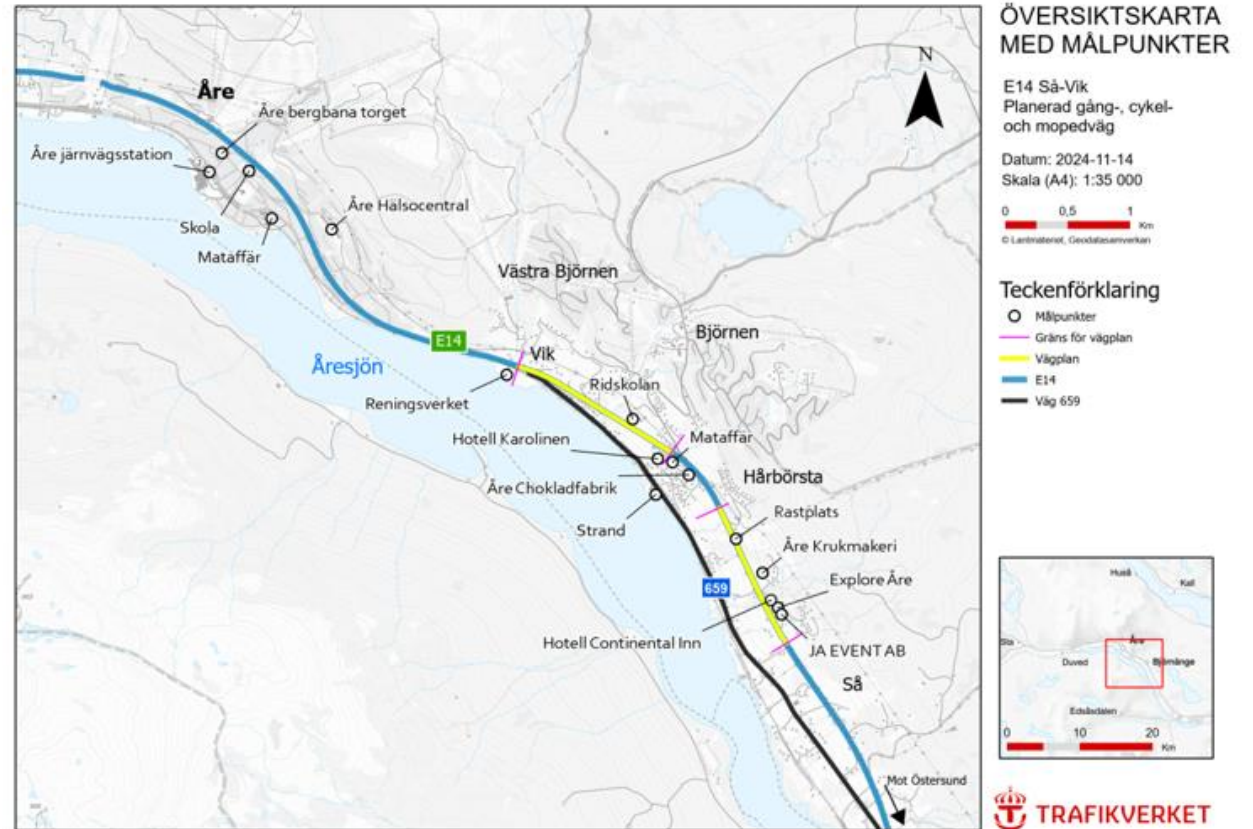 Åre
Åre bergbana torget
Åre järnvägsstation
Skola
Mataffär
Åre Hälsocentral
Västra Björnen
Björnen
E14
Vik
Åresjön
Reningsverket
Ridskolan
Hotell Karolinen
Mataffär
Åre Chokladfabrik
Hårbörsta
Strand
Rastplats
Åre Krukmakeri
659
Explore Åre
Hotell Continental Inn
JA EVENT AB
Så
Mot Östersund
N
ÖVERSIKTSKARTA
MED MÅLPUNKTER
E14 Så-Vik
Planerad gång-, cykel-
och mopedväg
Datum: 2024-11-14
Skala (A4): 1:35 000
0 0,5 1
Km
© Lantmäteriet, Geodatasamverkan
Teckenförklaring
Målpunkter
Gräns för vägplan
Vägplan
E14
Väg 659
Huså
Kall
Åre
Duved
Björnänge
Edsåsdalen
0 10 20
Km
TRAFIKVERKET